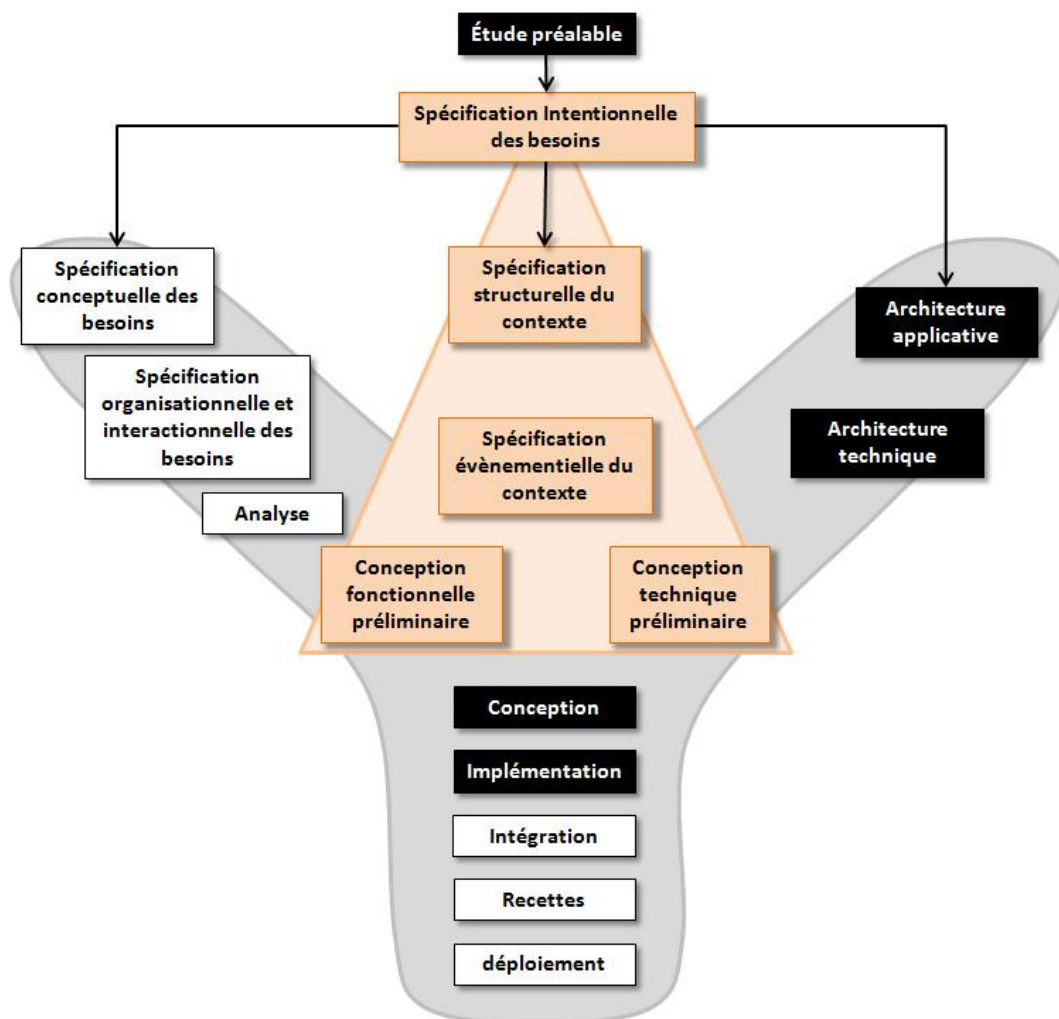 Étude préalable
Spécification Intentionnelle
des besoins
Spécification
conceptuelle des
besoins
Spécification
structurelle du
contexte
Architecture
applicative
Spécification
organisationnelle et
interactionnelle des
besoins
Spécification
évènementielle du
contexte
Architecture
technique
Analyse
Conception
fonctionnelle
préliminaire
Conception
technique
préliminaire
Conception
Implémentation
Intégration
Recettes
déploiement